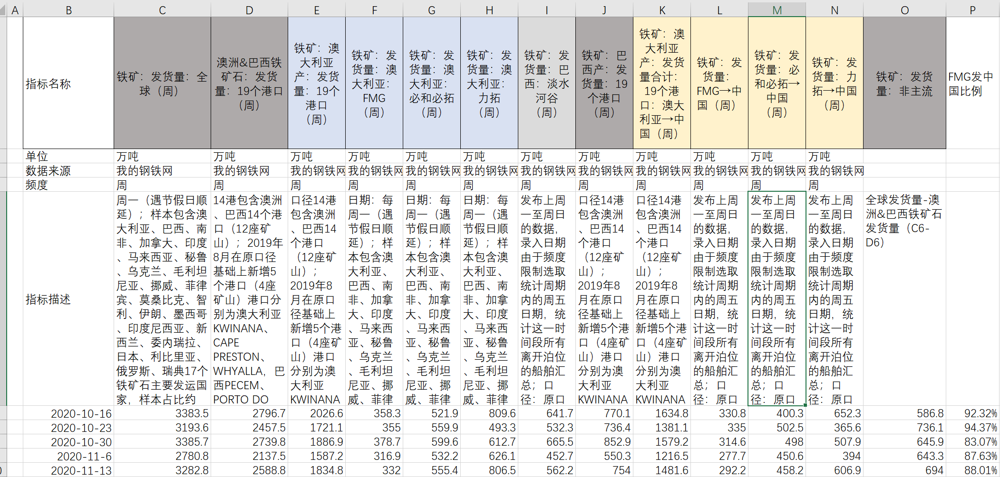 A B C D E F G H I J K L M N O P
指标名称
铁矿：发货量：全
球（周）
澳洲&巴西铁
矿石：发货
量：19个港口
（周）
铁矿：澳
大利亚
产：发货
量：19个
港口
（周）
铁矿：发
货量：澳
大利亚：
FMG
（周）
铁矿：发
货量：澳
大利亚：
必和必拓
（周）
铁矿：发
货量：澳
大利亚：
力拓
（周）
铁矿：发
货量：巴
西：淡水
河谷
（周）
铁矿：巴
西产：发
货量：19
个港口
（周）
铁矿：澳
大利亚
产：发货
量合计：
19个港
口：澳大
利亚→中
国（周）
铁矿：发
货量：
FMG→中
国（周）
铁矿：发
货量：必
和必拓→
中国
（周）
铁矿：发
货量：力
拓→中国
（周）
铁矿：发货
量：非主流
FMG发中
国比例
单位 万吨 万吨 万吨 万吨 万吨 万吨 万吨 万吨 万吨 万吨 万吨 万吨
数据来源 我的钢铁网 我的钢铁网 我的钢铁网 我的钢铁网 我的钢铁网 我的钢铁网 我的钢铁网 我的钢铁网 我的钢铁网 我的钢铁网 我的钢铁网 我的钢铁网
频度 周 周 周 周 周 周 周 周 周 周 周 周
指标描述
周一（遇节假日顺
延）；样本包含澳
大利亚、巴西、南
非、加拿大、印度
、马来西亚、秘鲁
、乌克兰、毛利坦
尼亚、挪威、菲律
宾、莫桑比克、智
利、伊朗、墨西哥
、印度尼西亚、新
西兰、委内瑞拉、
日本、利比里亚、
俄罗斯、瑞典17个
铁矿石主要发运国
家，样本占比约
14港包含澳洲
、巴西14个港
口（12座矿
山）；2019年
8月在原口径
基础上新增5
个港口（4座
矿山）港口分
别为澳大利亚
KWINANA、
CAPE
PRESTON、
WHYALLA，巴
西PECEM、
PORTO DO
口径14港
包含澳洲
、巴西14
个港口
（12座矿
山）；
2019年8
月在原口
径基础上
新增5个港
口（4座矿
山）港口
分别为澳
大利亚
KWINANA
日期：每
周一（遇
节假日顺
延）；样
本包含澳
大利亚、
巴西、南
非、加拿
大、印度
、马来西
亚、秘鲁
、乌克兰
、毛利坦
尼亚、挪
威、菲律
日期：每
周一（遇
节假日顺
延）；样
本包含澳
大利亚、
巴西、南
非、加拿
大、印度
、马来西
亚、秘鲁
、乌克兰
、毛利坦
尼亚、挪
威、菲律
日期：每
周一（遇
节假日顺
延）；样
本包含澳
大利亚、
巴西、南
非、加拿
大、印度
、马来西
亚、秘鲁
、乌克兰
、毛利坦
尼亚、挪
威、菲律
发布上周
一至周日
的数据，
录入日期
由于频度
限制选取
统计周期
内的周五
日期，统
计这一时
间段所有
离开泊位
的船舶汇
总；口
径：原口
口径14港
包含澳洲
、巴西14
个港口
（12座矿
山）；
2019年8
月在原口
径基础上
新增5个港
口（4座矿
山）港口
分别为澳
大利亚
KWINANA
口径14港
包含澳洲
、巴西14
个港口
（12座矿
山）；
2019年8
月在原口
径基础上
新增5个港
口（4座矿
山）港口
分别为澳
大利亚
KWINANA
发布上周
一至周日
的数据，
录入日期
由于频度
限制选取
统计周期
内的周五
日期，统
计这一时
间段所有
离开泊位
的船舶汇
总；口
径：原口
发布上周
一至周日
的数据，
录入日期
由于频度
限制选取
统计周期
内的周五
日期，统
计这一时
间段所有
离开泊位
的船舶汇
总；口
径：原口
发布上周
一至周日
的数据，
录入日期
由于频度
限制选取
统计周期
内的周五
日期，统
计这一时
间段所有
离开泊位
的船舶汇
总；口
径：原口
全球发货量-澳
洲&巴西铁矿石
发货量（C6-
D6）
2020-10-16 3383.5 2796.7 2026.6 358.3 521.9 809.6 641.7 770.1 1634.8 330.8 400.3 652.3 586.8 92.32%
2020-10-23 3193.6 2457.5 1721.1 355 559.9 493.3 532.3 736.4 1381.1 335 502.5 365.6 736.1 94.37%
2020-10-30 3385.7 2739.8 1886.9 378.7 599.6 612.7 665.5 852.9 1579.2 314.6 498 507.9 645.9 83.07%
2020-11-6 2780.8 2137.5 1587.2 316.9 532.2 626.1 452.7 550.3 1216.5 277.7 450.6 394 643.3 87.63%
2020-11-13 3282.8 2588.8 1834.8 332 555.4 806.5 562.2 754 1481.6 292.2 458.2 606.9 694 88.01%